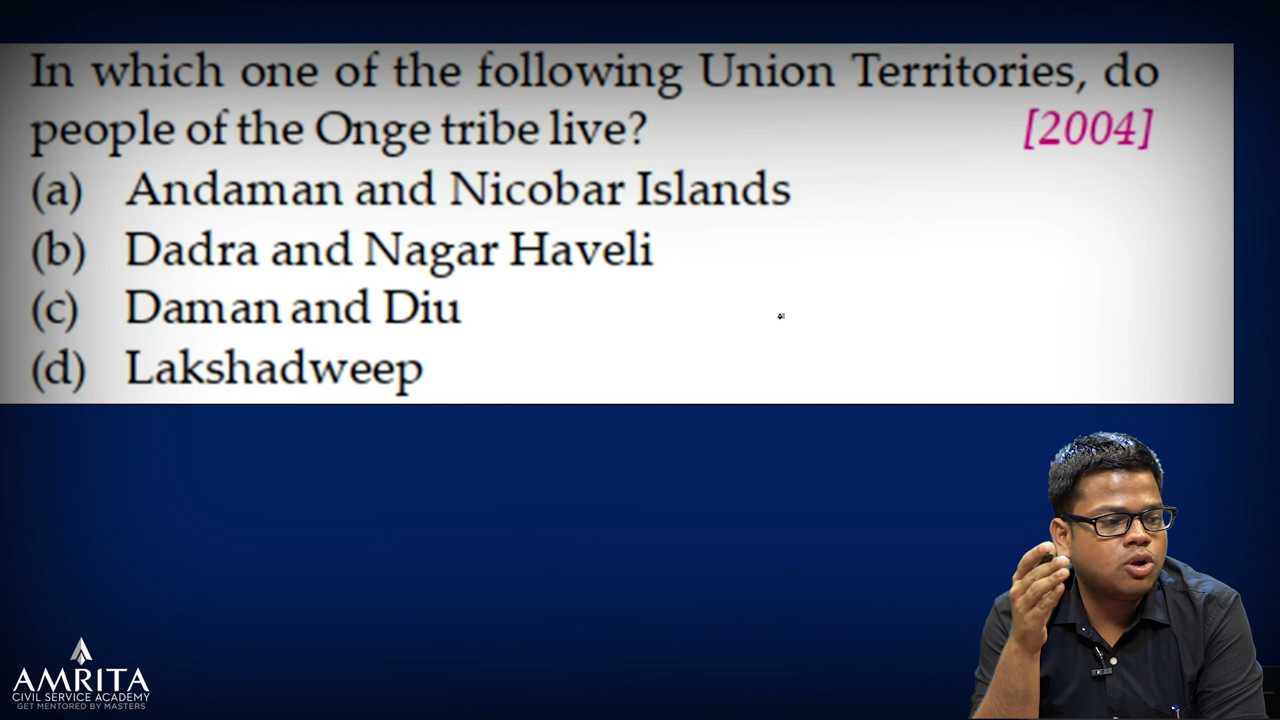 In which one of the following Union Territories, do
people of the Onge tribe live? [2004]
(a) Andaman and Nicobar Islands
(b) Dadra and Nagar Haveli
(c) Daman and Diu
(d) Lakshadweep
AMRITA
CIVIL SERVICE ACADEMY
GET MENTORED BY MASTERS